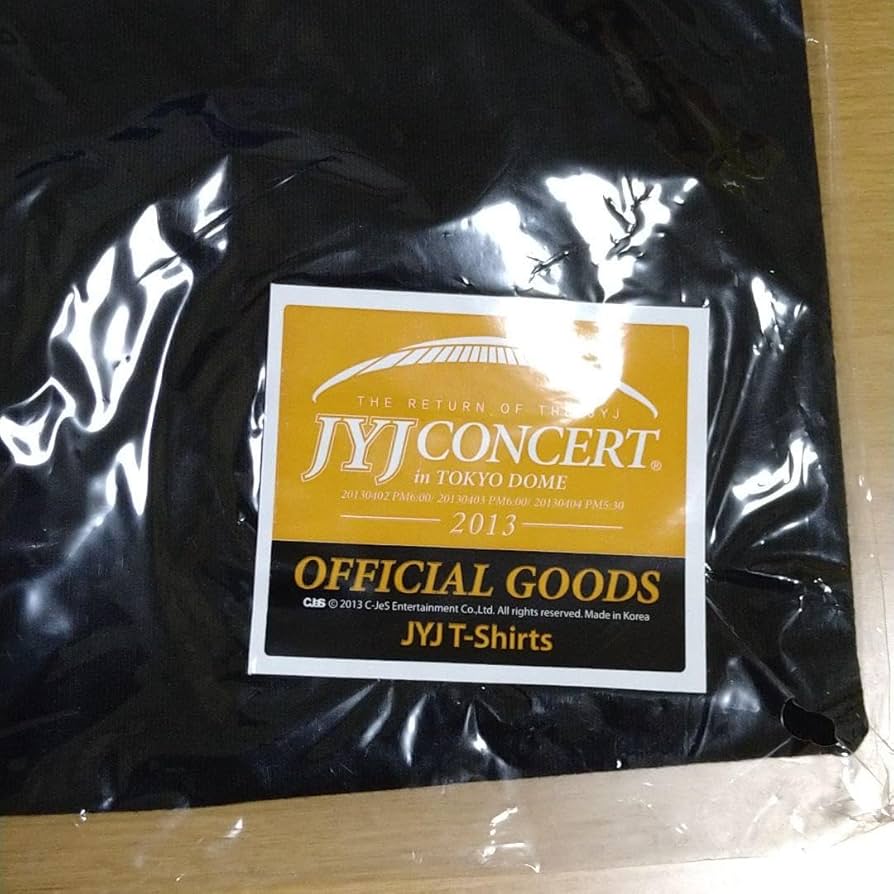 THE RETURN OF THE JYJ
JYJ CONCERT®
in TOKYO DOME
20130402 PM6:00/ 20130403 PM6:00/ 20130404 PM5:30
2013
OFFICIAL GOODS
CJeS © 2013 C-JeS Entertainment Co.,Ltd. All rights reserved. Made in Korea
JYJ T-Shirts